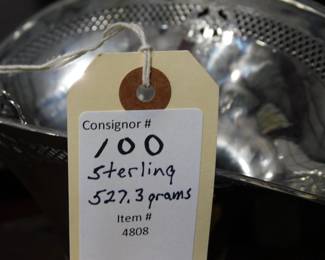 Consignor #
100
sterling
527.3 grams
Item #
4808